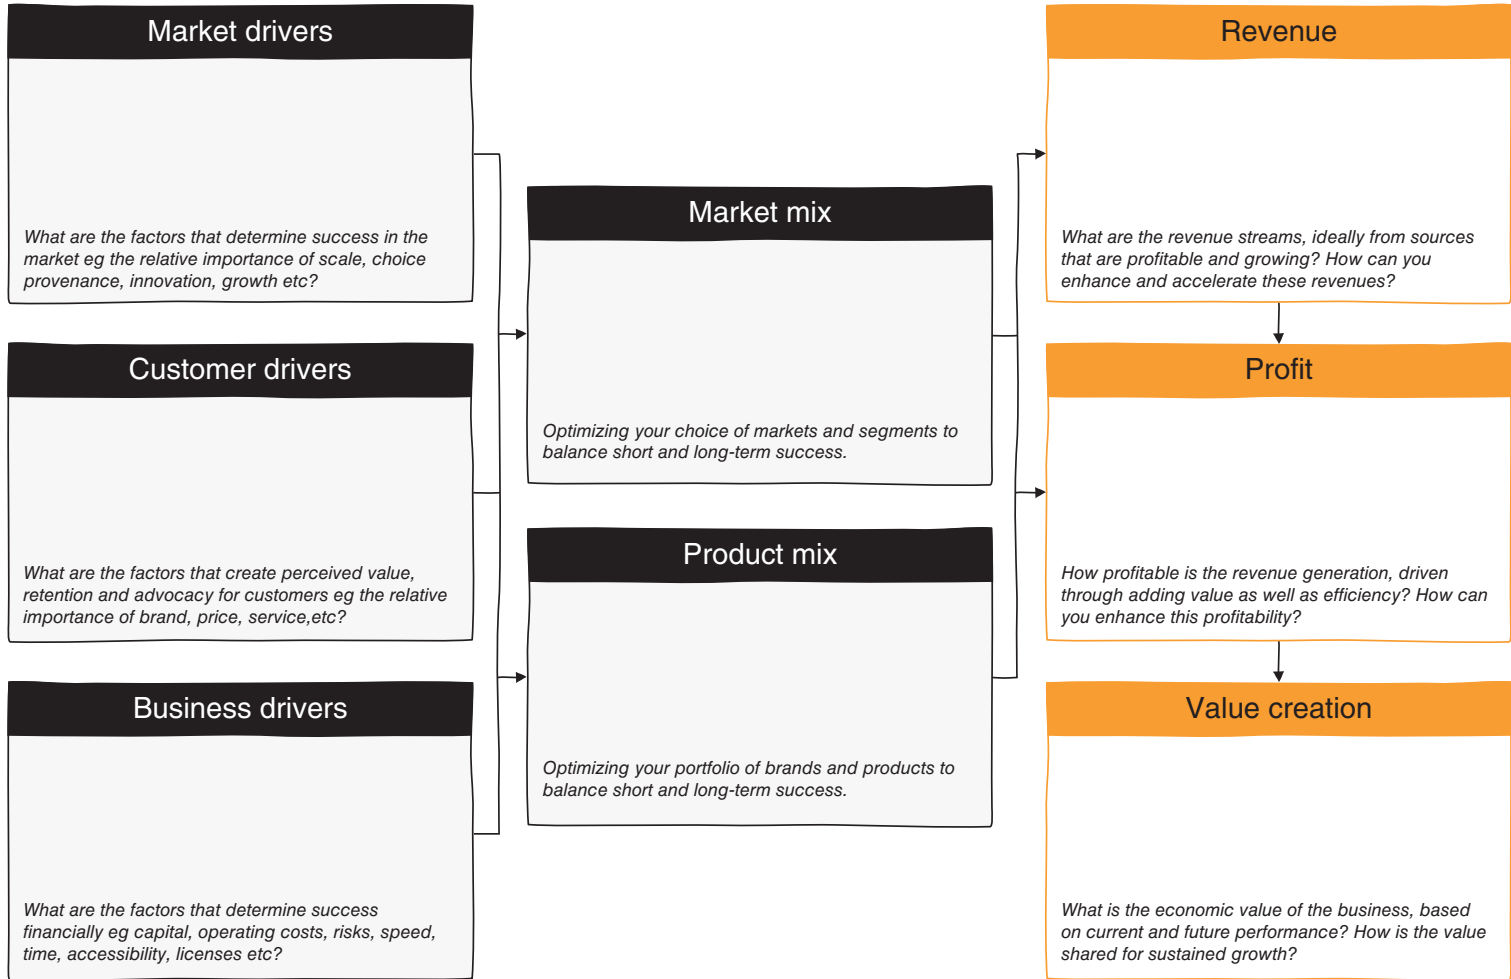 Market drivers
What are the factors that determine success in the
market eg the relative importance of scale, choice
provenance, innovation, growth etc?
Customer drivers
What are the factors that create perceived value,
retention and advocacy for customers eg the relative
importance of brand, price, service,etc?
Business drivers
What are the factors that determine success
financially eg capital, operating costs, risks, speed,
time, accessibility, licenses etc?
Market mix
Optimizing your choice of markets and segments to
balance short and long-term success.
Product mix
Optimizing your portfolio of brands and products to
balance short and long-term success.
Revenue
What are the revenue streams, ideally from sources
that are profitable and growing? How can you
enhance and accelerate these revenues?
Profit
How profitable is the revenue generation, driven
through adding value as well as efficiency? How can
you enhance this profitability?
Value creation
What is the economic value of the business, based
on current and future performance? How is the value
shared for sustained growth?